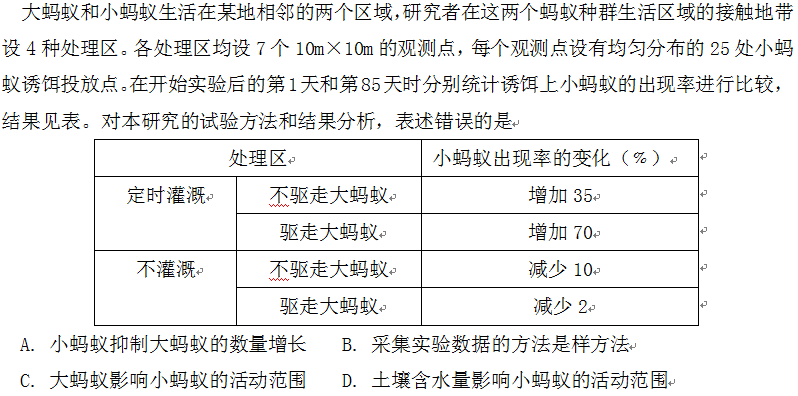 大蚂蚁和小蚂蚁生活在某地相邻的两个区域,研究者在这两个蚂蚁种群生活区域的接触地带
设 4 种处理区。各处理区均设 7 个 10m×10m 的观测点，每个观测点设有均匀分布的 25 处小蚂
蚁诱饵投放点。在开始实验后的第1天和第85天时分别统计诱饵上小蚂蚁的出现率进行比较，
结果见表。对本研究的试验方法和结果分析，表述错误的是
处理区 小蚂蚁出现率的变化（%）
定时灌溉 不驱走大蚂蚁 增加 35
驱走大蚂蚁 增加 70
不灌溉 不驱走大蚂蚁 减少 10
驱走大蚂蚁 减少 2
A. 小蚂蚁抑制大蚂蚁的数量增长 B. 采集实验数据的方法是样方法
C. 大蚂蚁影响小蚂蚁的活动范围 D. 土壤含水量影响小蚂蚁的活动范围